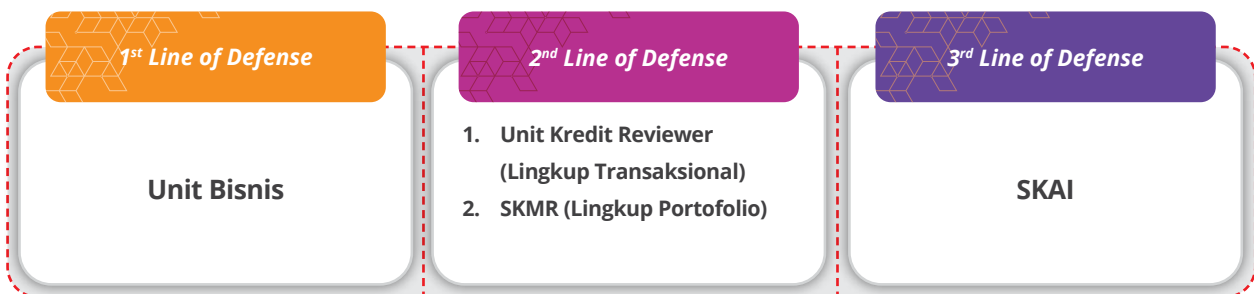 1st Line of Defense
Unit Bisnis
2nd Line of Defense
1. Unit Kredit Reviewer
(Lingkup Transaksional)
2. SKMR (Lingkup Portofolio)
3rd Line of Defense
SKAI